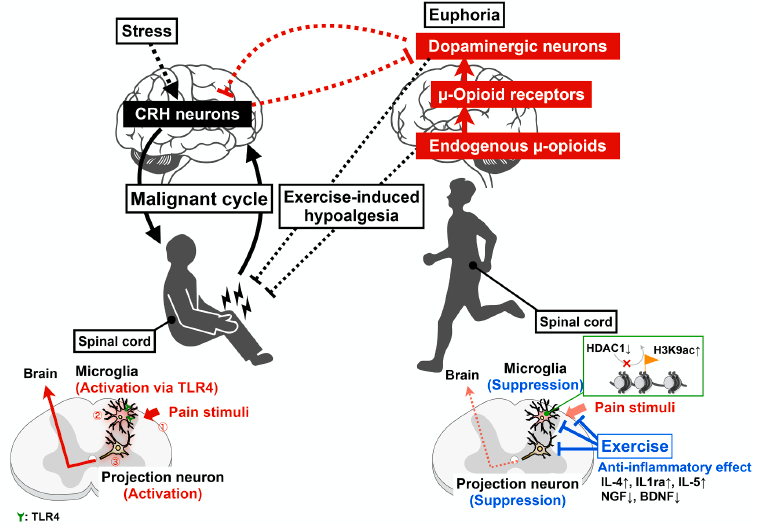 Stress
CRH neurons
Malignant cycle
Euphoria
Dopaminergic neurons
μ-Opioid receptors
Endogenous μ-opioids
Exercise-induced
hypoalgesia
Spinal cord
Brain
Microglia
(Activation via TLR4)
Pain stimuli
①
②
③
Projection neuron
(Activation)
: TLR4
Spinal cord
HDAC1↓
H3K9ac↑
Brain
Microglia
(Suppression)
Pain stimuli
Exercise
Anti-inflammatory effect
IL-4↑, IL1ra↑, IL-5↑
NGF↓, BDNF↓
Projection neuron
(Suppression)